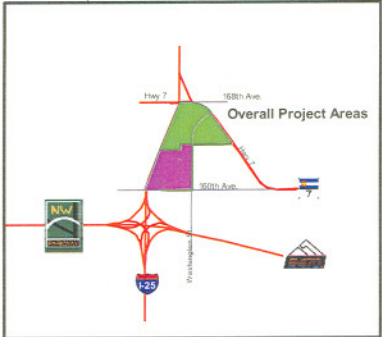 Hwy 7
168th Ave.
Overall Project Areas
Hwy 7
7
160th Ave.
NW
Washington St.
I-25